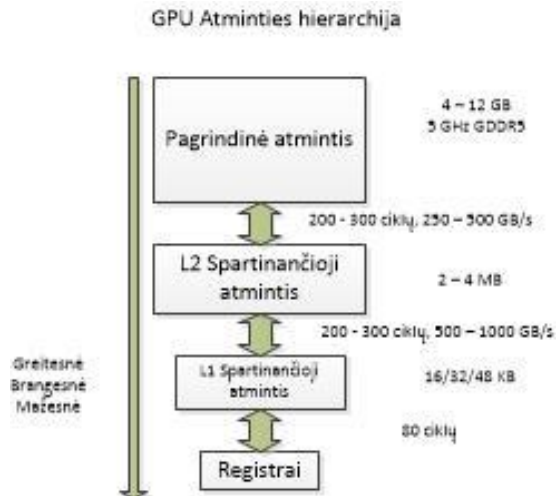 GPU Atminties hierarchija
Pagrindinė atmintis
4 – 12 GB
5 GHz GDDR5
200 - 300 ciklų, 250 – 500 GB/s
L2 Spartinančioji
atmintis
2 – 4 MB
200 - 300 ciklų, 500 – 1000 GB/s
Greitesnė
Brangesnė
Mažesnė
L1 Spartinančioji
atmintis
16/32/48 KB
80 ciklų
Registrai